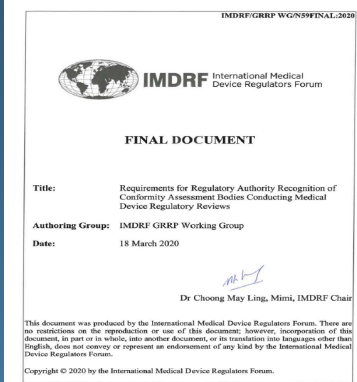 IMDRF/GRRP WG/N59FINAL:2020
IMDRF International Medical
Device Regulators Forum
FINAL DOCUMENT
Title: Requirements for Regulatory Authority Recognition of
Conformity Assessment Bodies Conducting Medical
Device Regulatory Reviews
Authoring Group: IMDRF GRRP Working Group
Date: 18 March 2020
Dr Choong May Ling, Mimi, IMDRF Chair
This document was produced by the International Medical Device Regulators Forum. There are
no restrictions on the reproduction or use of this document; however, incorporation of this
document, in part or in whole, into another document, or its translation into languages other than
English, does not convey or represent an endorsement of any kind by the International Medical
Device Regulators Forum.
Copyright © 2020 by the International Medical Device Regulators Forum.